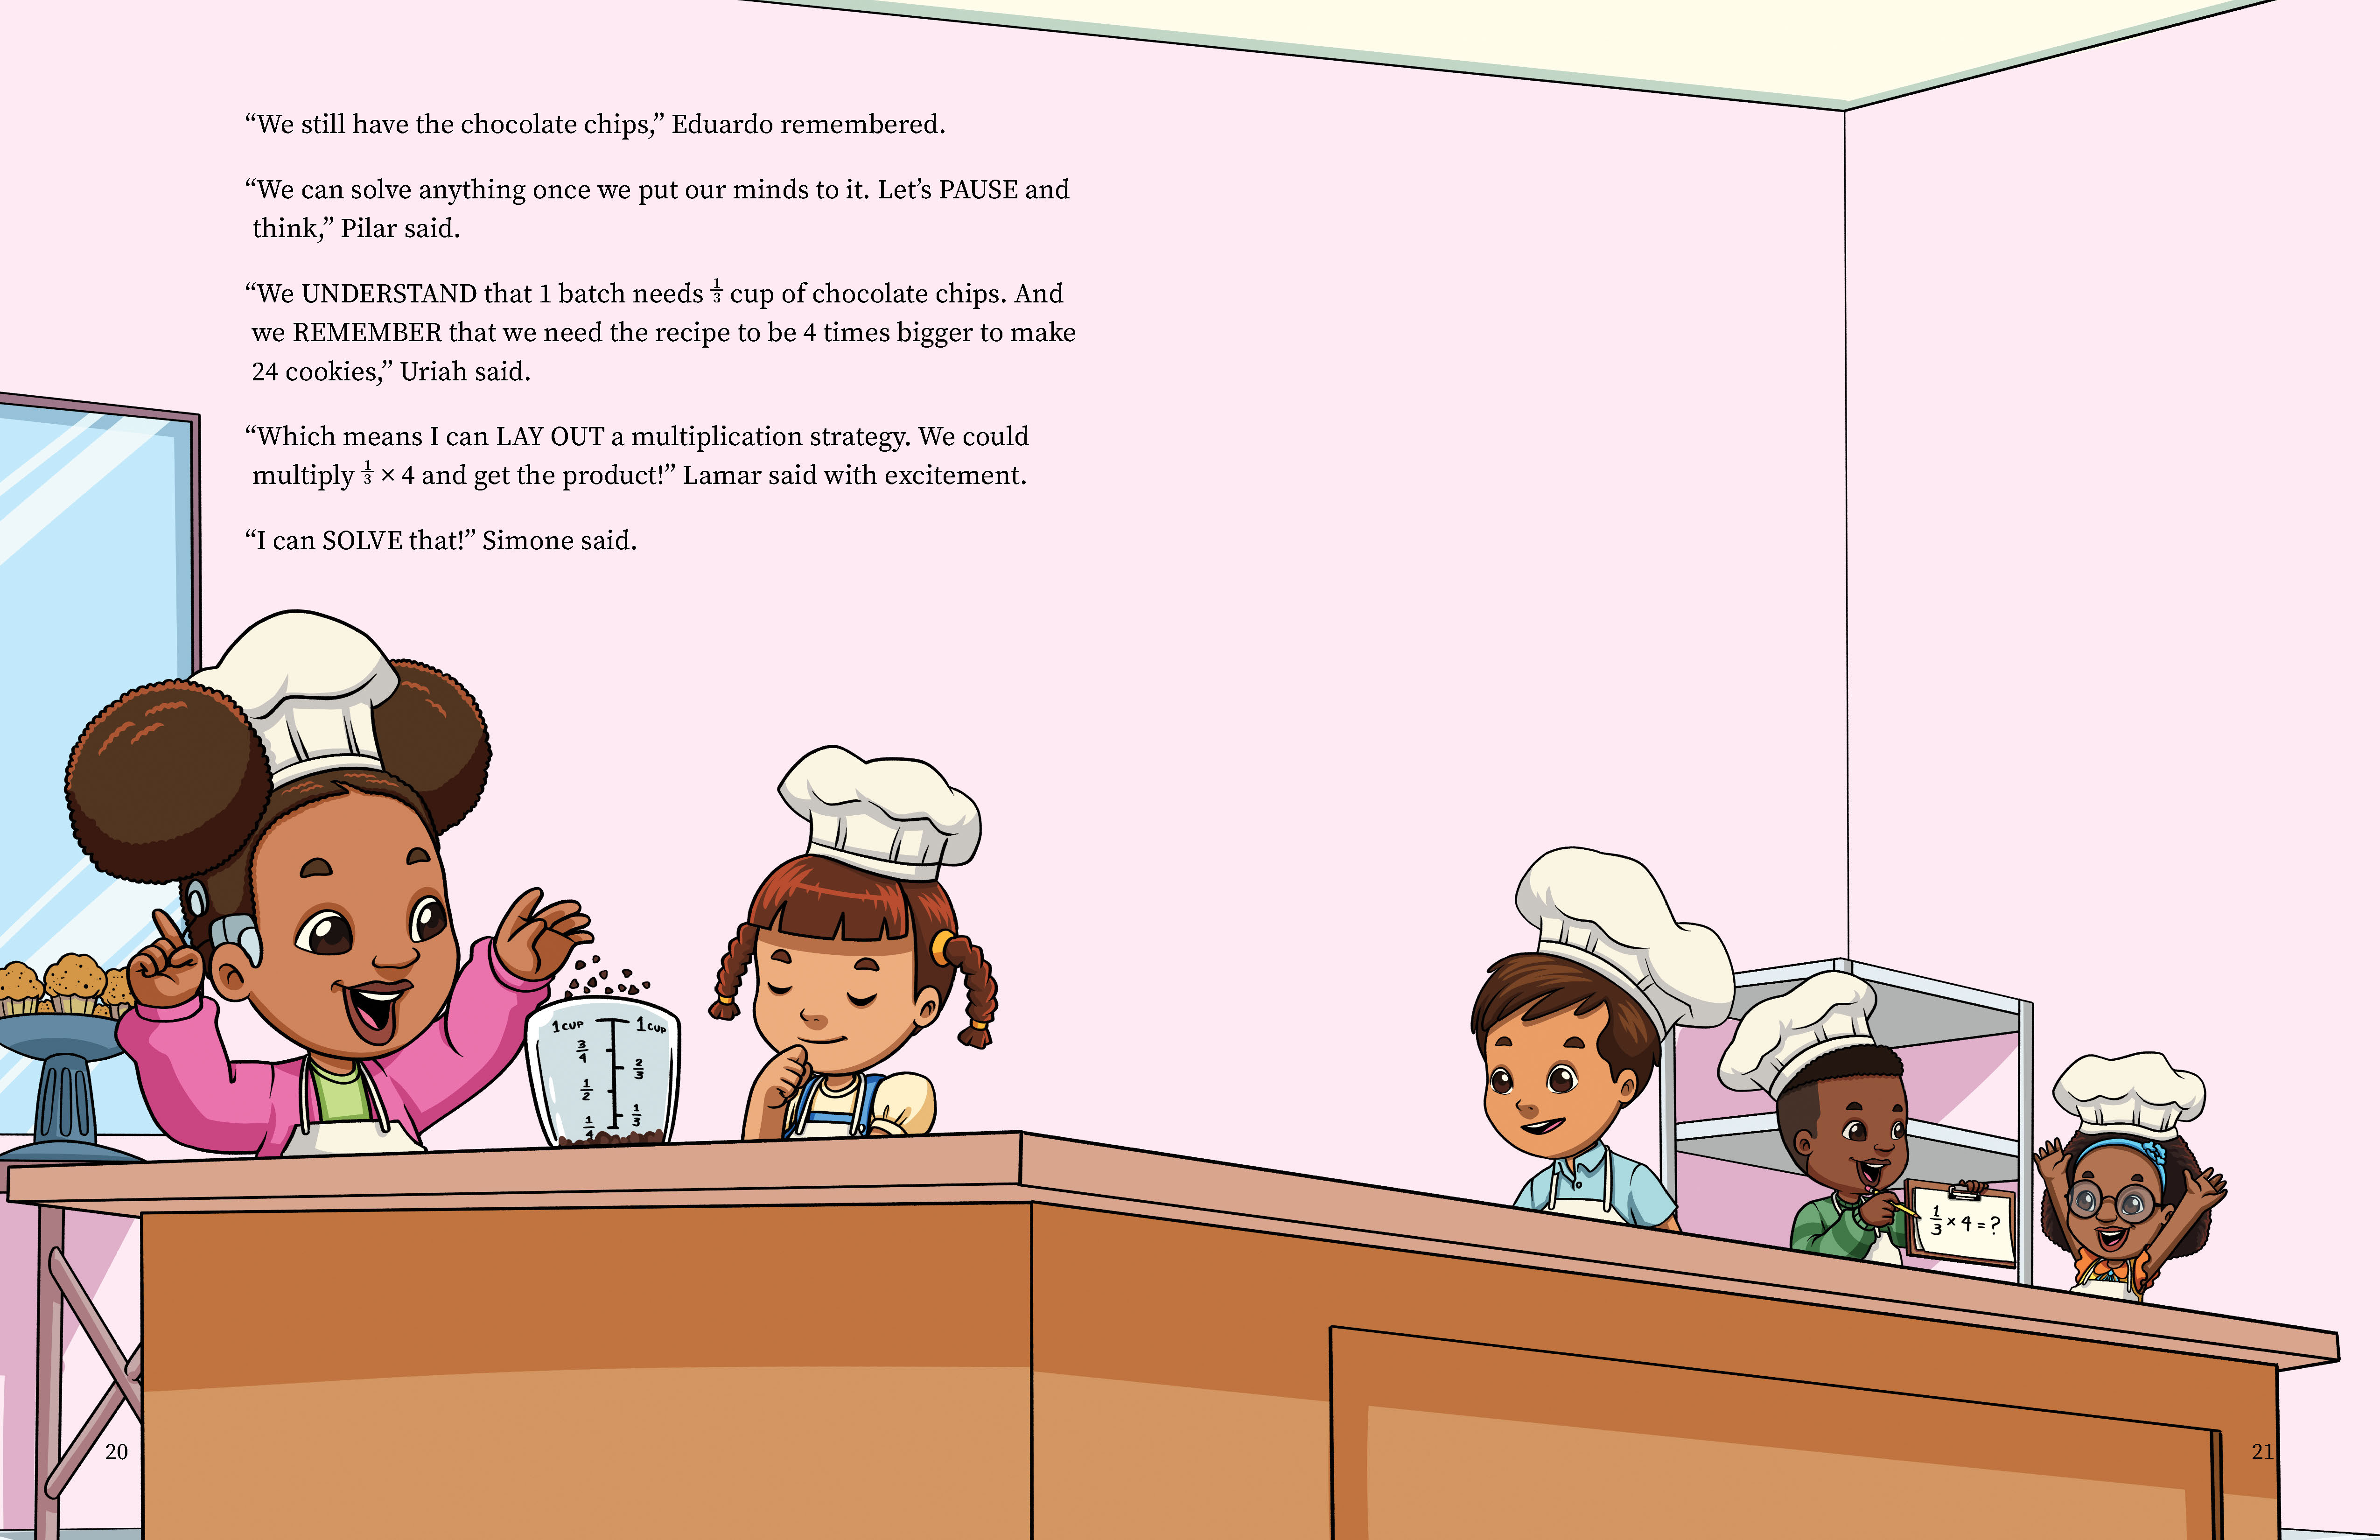 “We still have the chocolate chips,” Eduardo remembered.
“We can solve anything once we put our minds to it. Let’s PAUSE and
think,” Pilar said.
“We UNDERSTAND that 1 batch needs 1/3 cup of chocolate chips. And
we REMEMBER that we need the recipe to be 4 times bigger to make
24 cookies,” Uriah said.
“Which means I can LAY OUT a multiplication strategy. We could
multiply 1/3 × 4 and get the product!” Lamar said with excitement.
“I can SOLVE that!” Simone said.
1 CUP 1 CUP
3/4
2/3
1/2
1/3
1/4
1/3 × 4 = ?
20
21